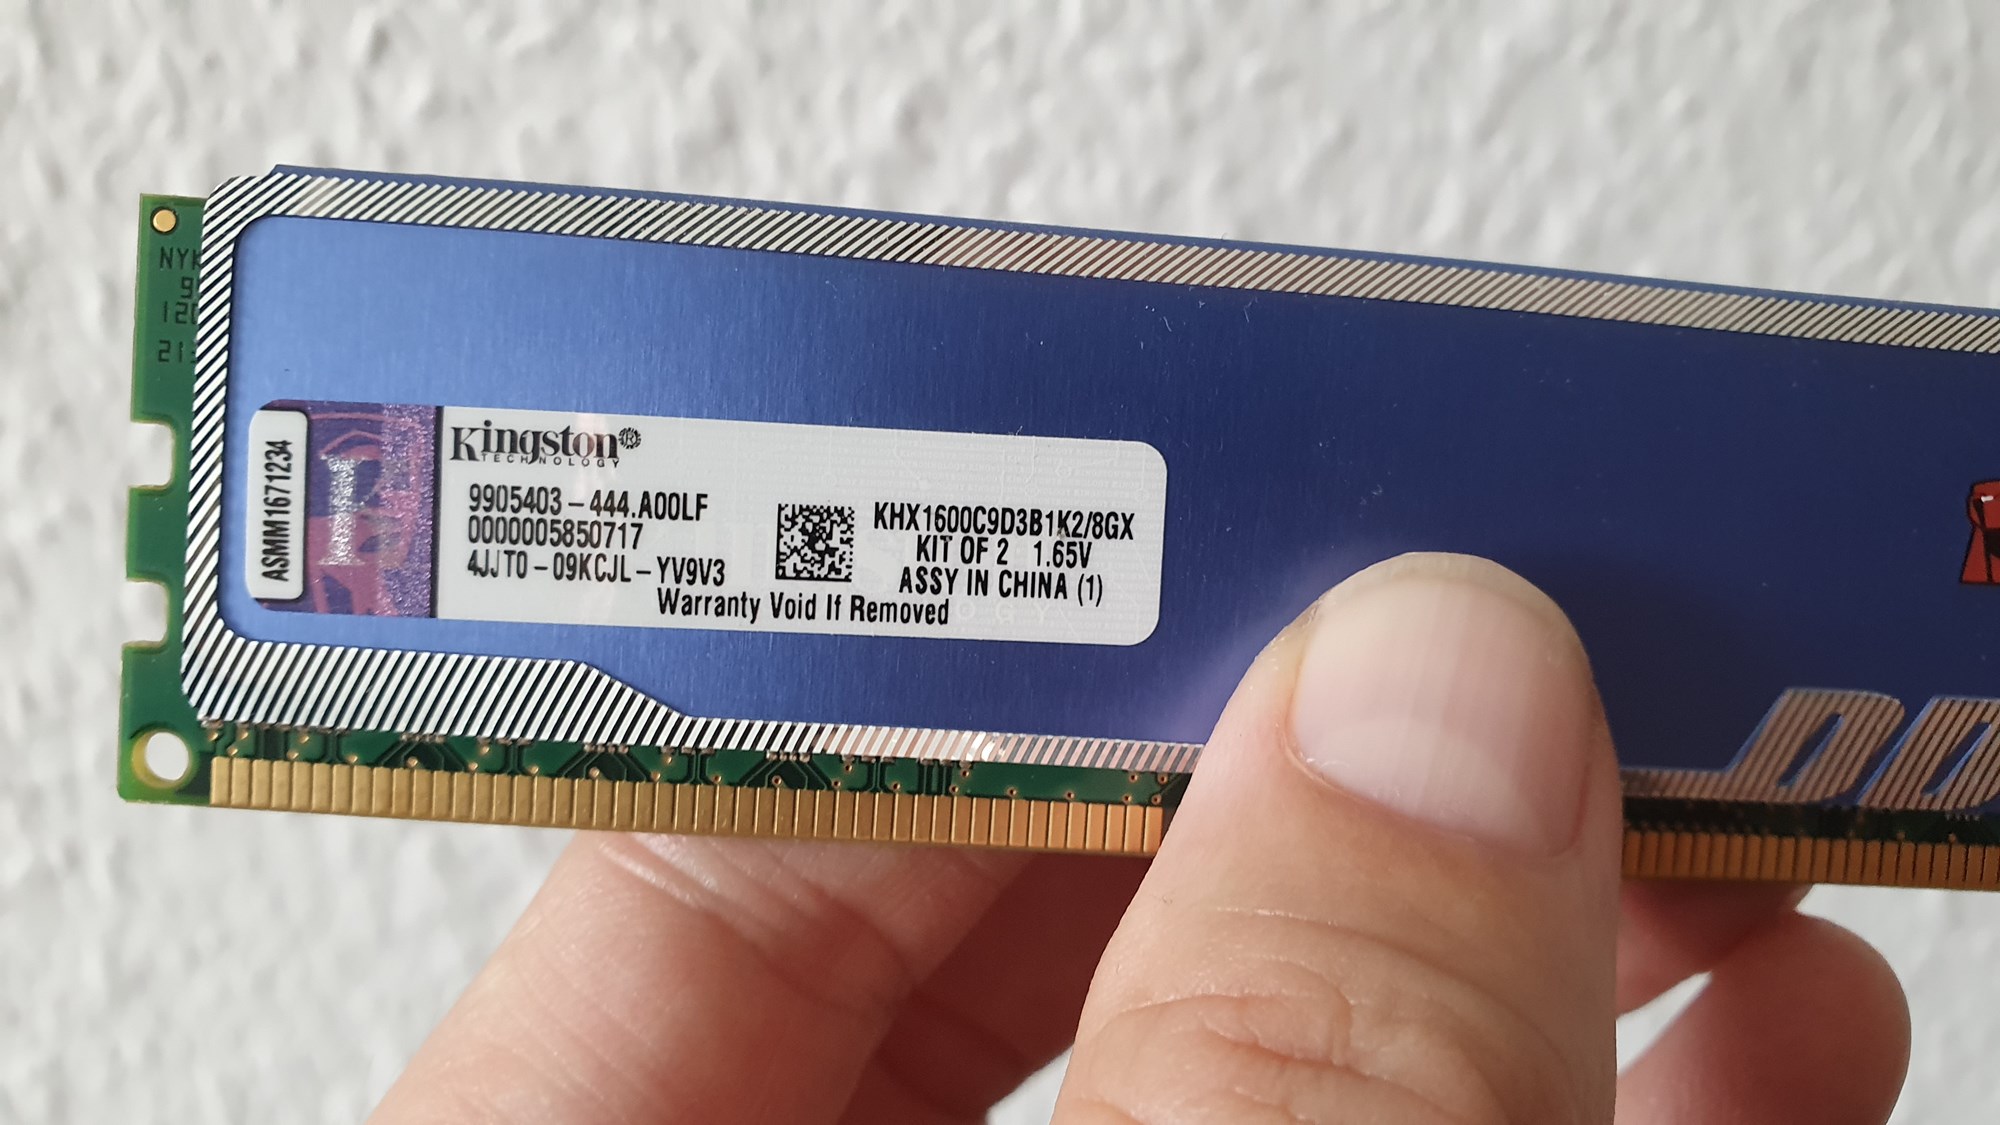 ASMM1671234
Kingston®
TECHNOLOGY
9905403-444.A00LF
0000005850717
4JJT0-09KCJL-YV9V3
KHX1600C9D3B1K2/8GX
KIT OF 2 1.65V
ASSY IN CHINA (1)
Warranty Void If Removed